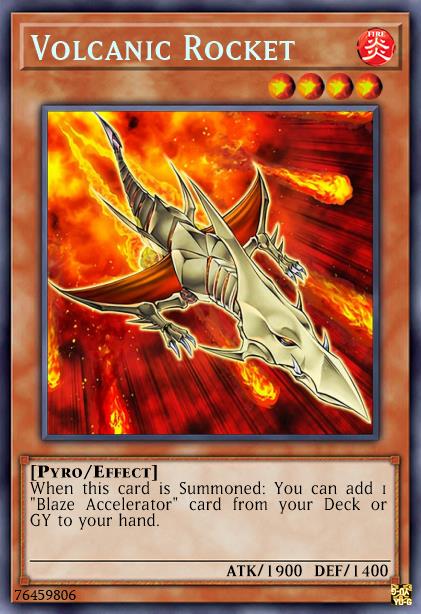 VOLCANIC ROCKET
FIRE
炎
[PYRO/EFFECT]
When this card is Summoned: You can add 1
"Blaze Accelerator" card from your Deck or
GY to your hand.
ATK/1900 DEF/1400
76459806